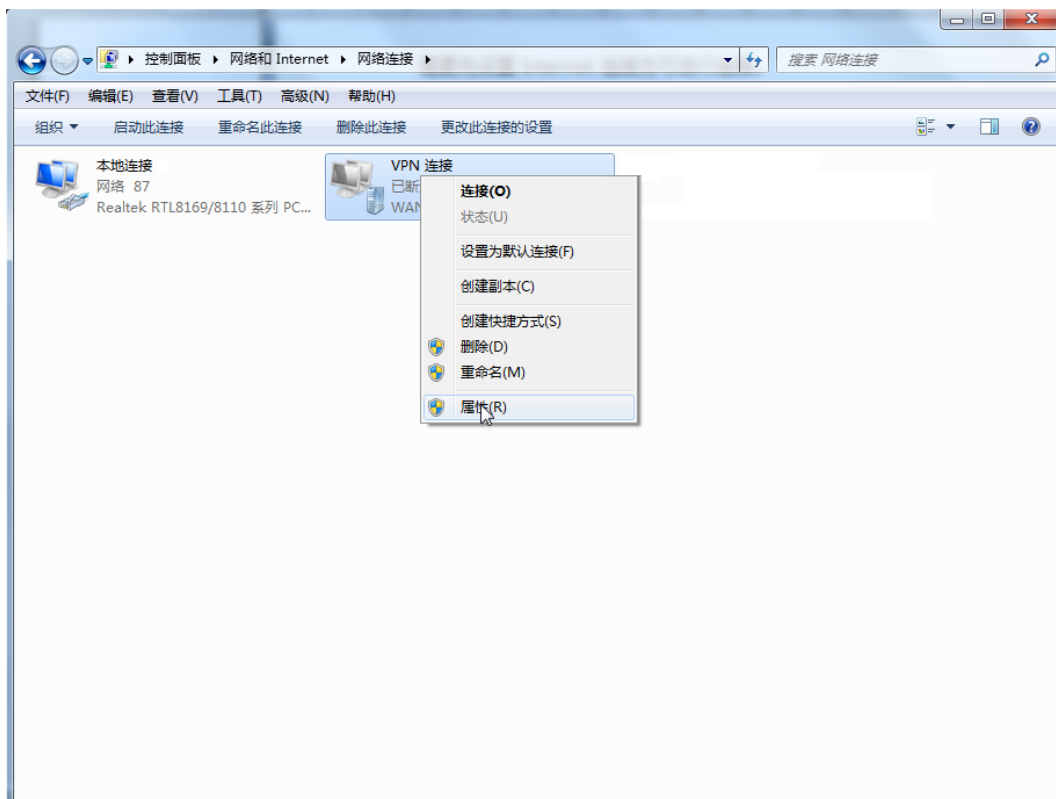 控制面板 网络和 Internet 网络连接
搜索 网络连接
文件(F) 编辑(E) 查看(V) 工具(T) 高级(N) 帮助(H)
组织 启动此连接 重命名此连接 删除此连接 更改此连接的设置
本地连接
网络 87
Realtek RTL8169/8110 系列 PC...
VPN 连接
已断
WAN
连接(O)
状态(U)
设置为默认连接(F)
创建副本(C)
创建快捷方式(S)
删除(D)
重命名(M)
属性(R)